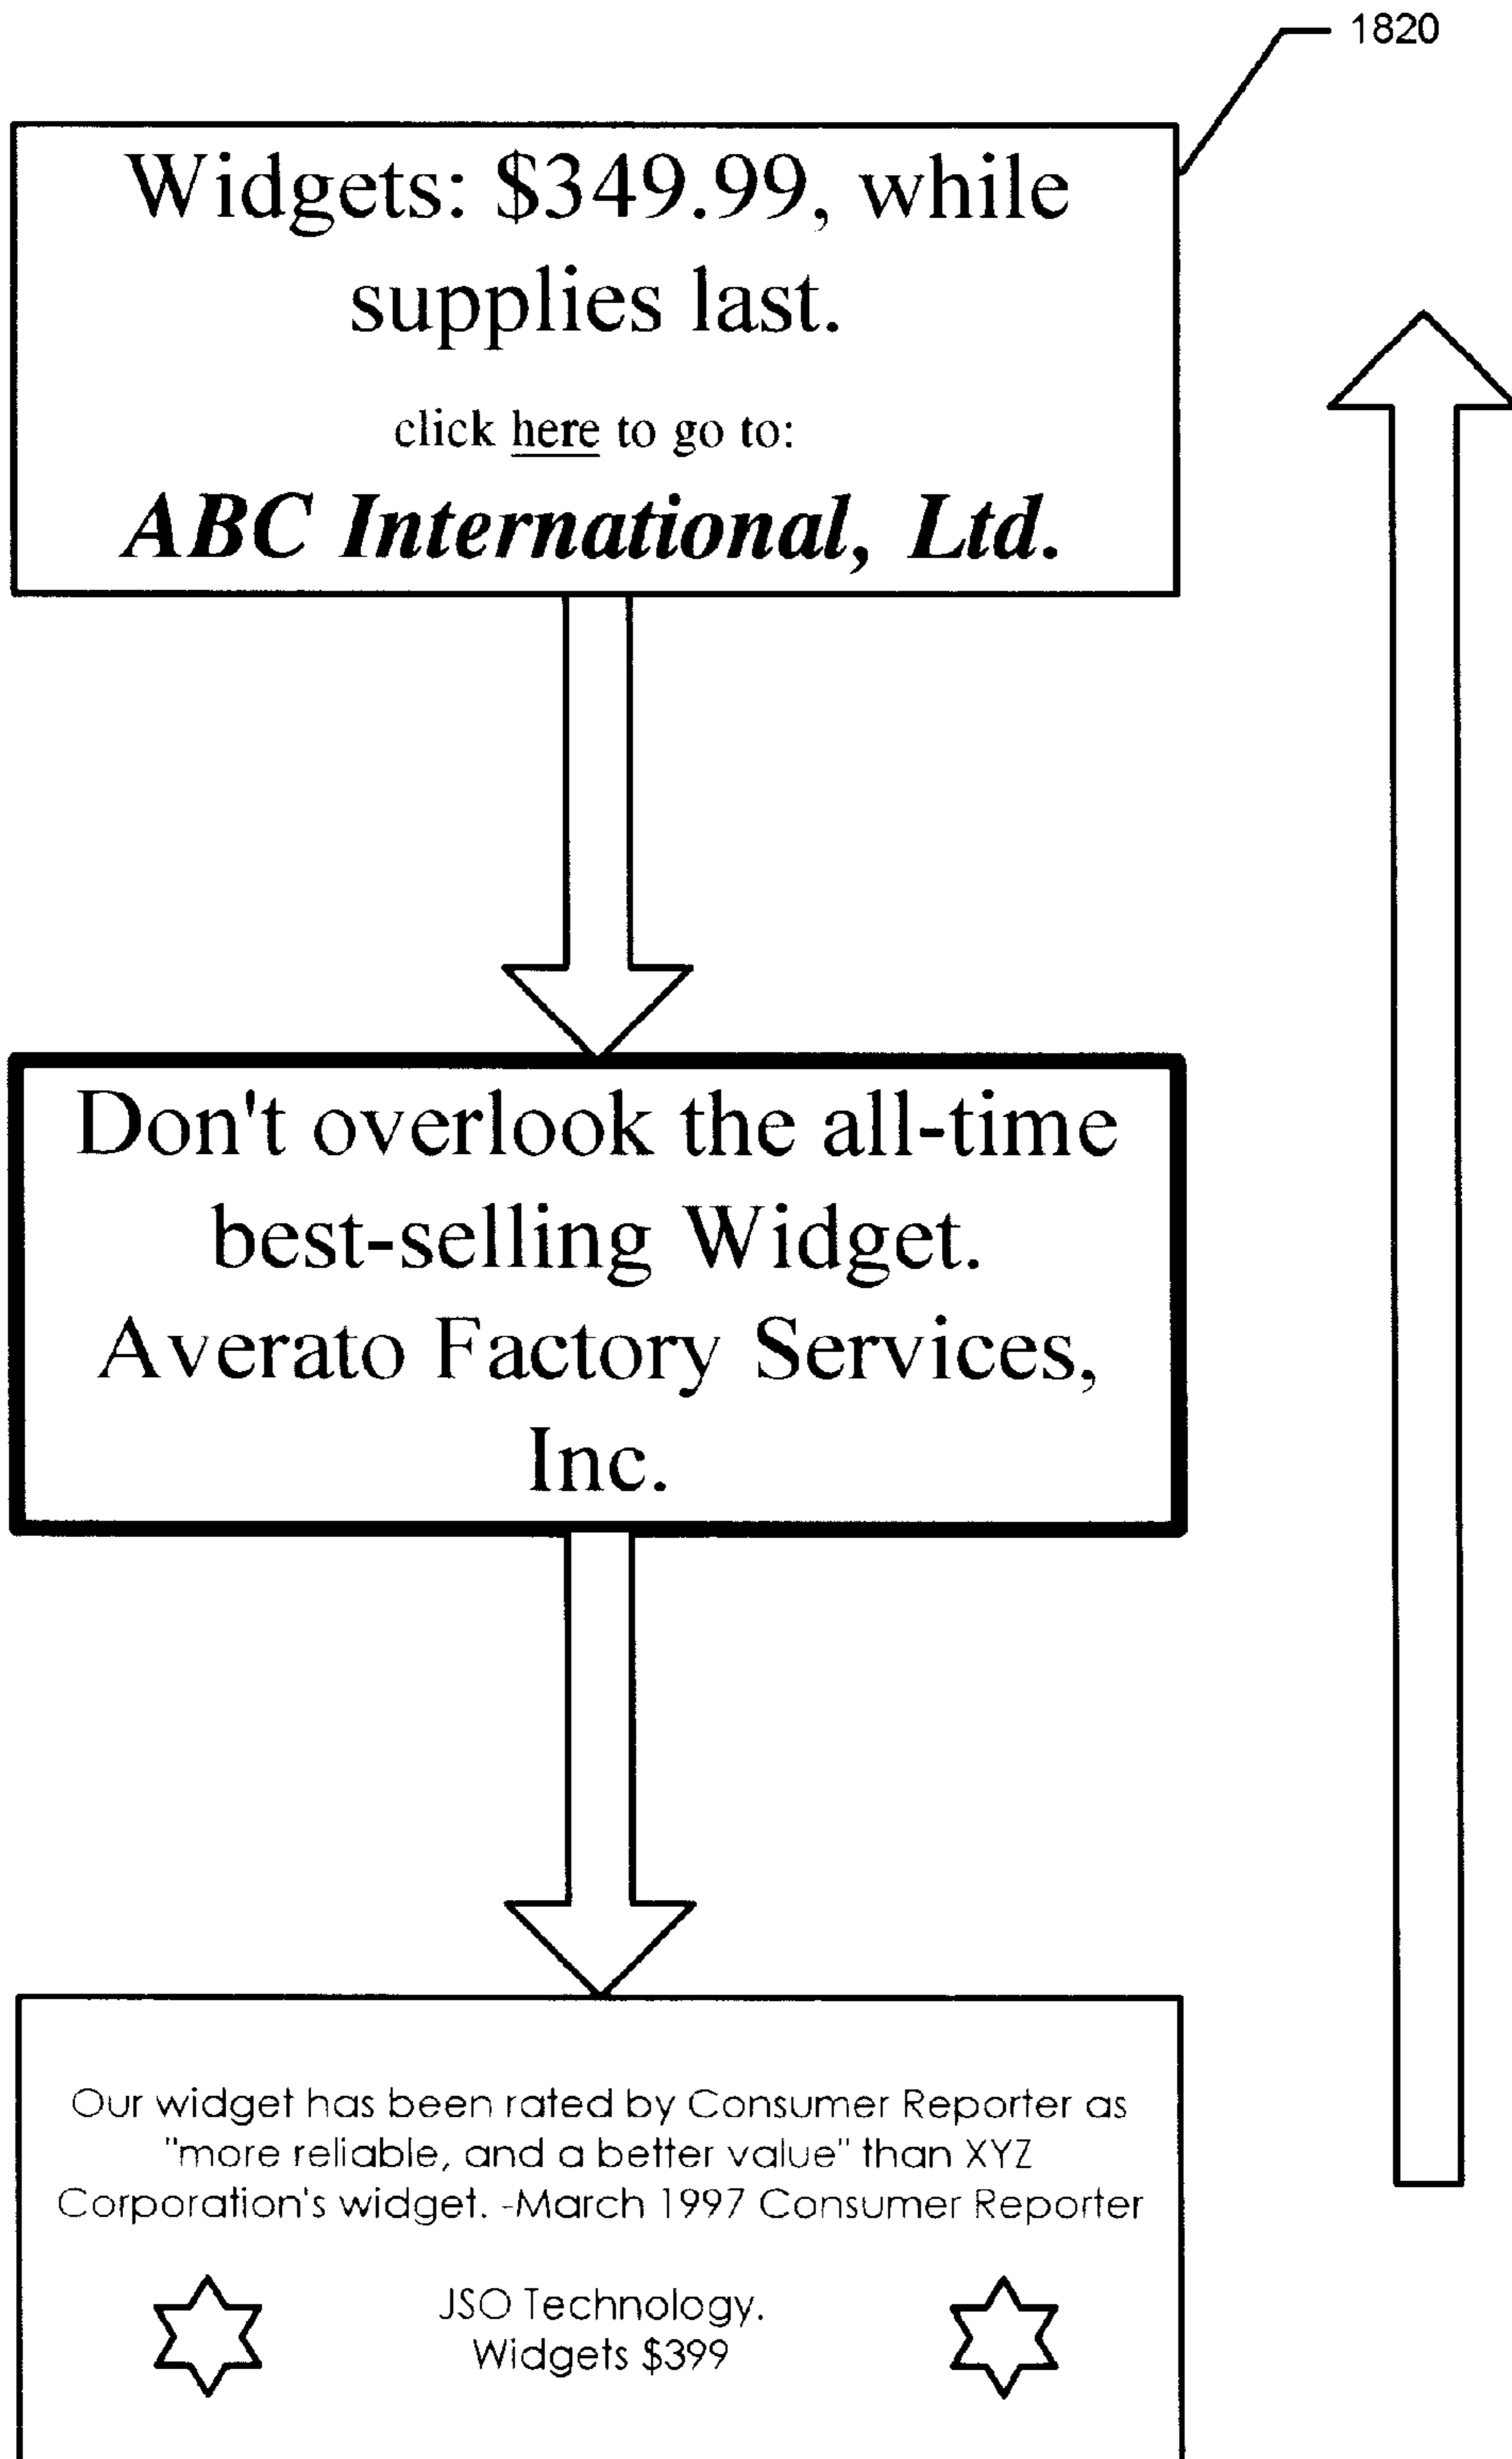 1820
Widgets: $349.99, while
supplies last.
click here to go to:
ABC International, Ltd.
Don't overlook the all-time
best-selling Widget.
Averato Factory Services,
Inc.
Our widget has been rated by Consumer Reporter as
"more reliable, and a better value" than XYZ
Corporation's widget. -March 1997 Consumer Reporter
JSO Technology.
Widgets $399